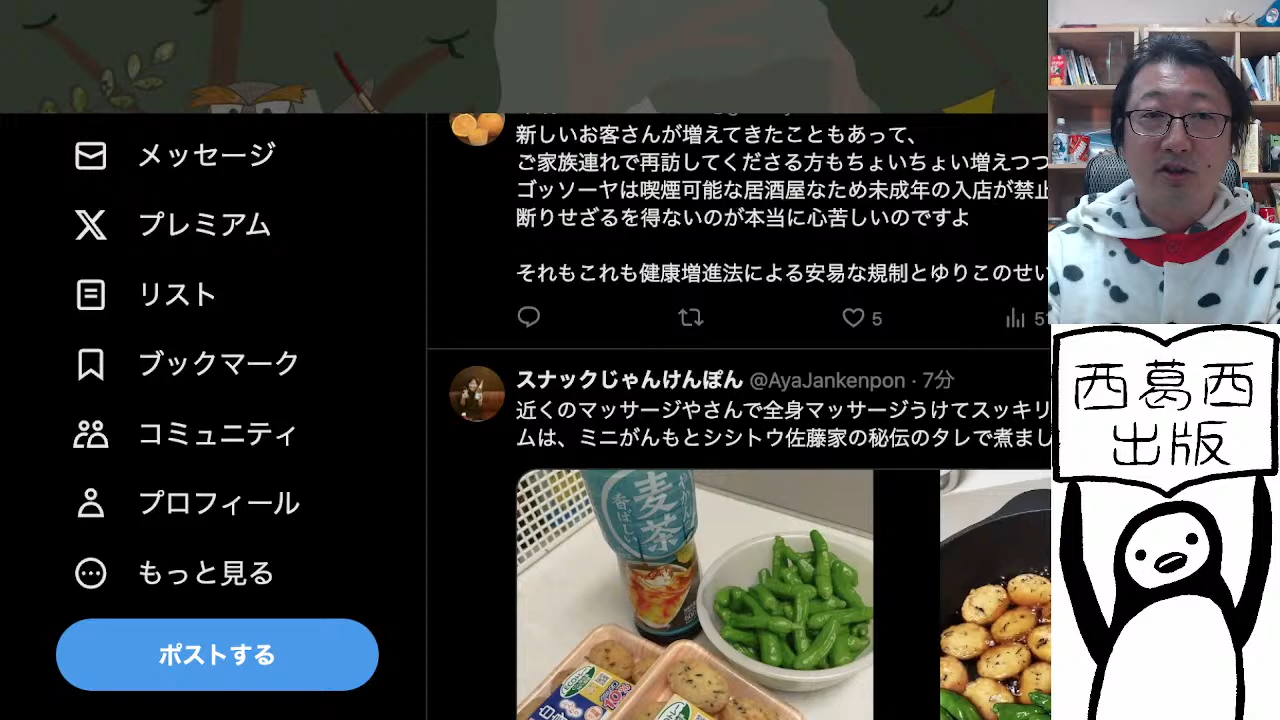 メッセージ
プレミアム
リスト
ブックマーク
コミュニティ
プロフィール
もっと見る
ポストする
新しいお客さんが増えてきたこともあって、
ご家族連れで再訪してくださる方もちょいちょい増えつつ
ゴッソーヤは喫煙可能な居酒屋なため未成年の入店が禁止
断りせざるを得ないのが本当に心苦しいのですよ
それもこれも健康増進法による安易な規制とゆりこのせい
5
スナックじゃんけんぽん @AyaJankenpon · 7分
近くのマッサージやさんで全身マッサージうけてスッキリ
ムは、ミニがんもとシシトウ佐藤家の秘伝のタレで煮まし
香ばしい
麦茶
西葛西
出版